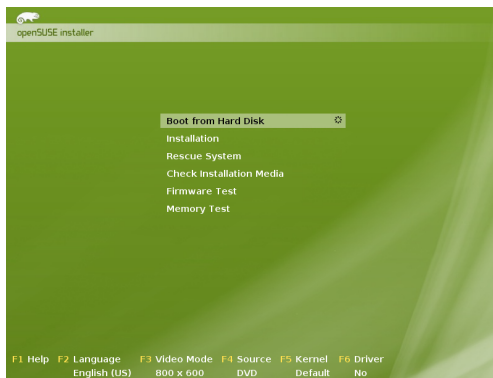 openSUSE installer
Boot from Hard Disk
Installation
Rescue System
Check Installation Media
Firmware Test
Memory Test
F1 Help F2 Language F3 Video Mode F4 Source F5 Kernel F6 Driver
English (US) 800 x 600 DVD Default No